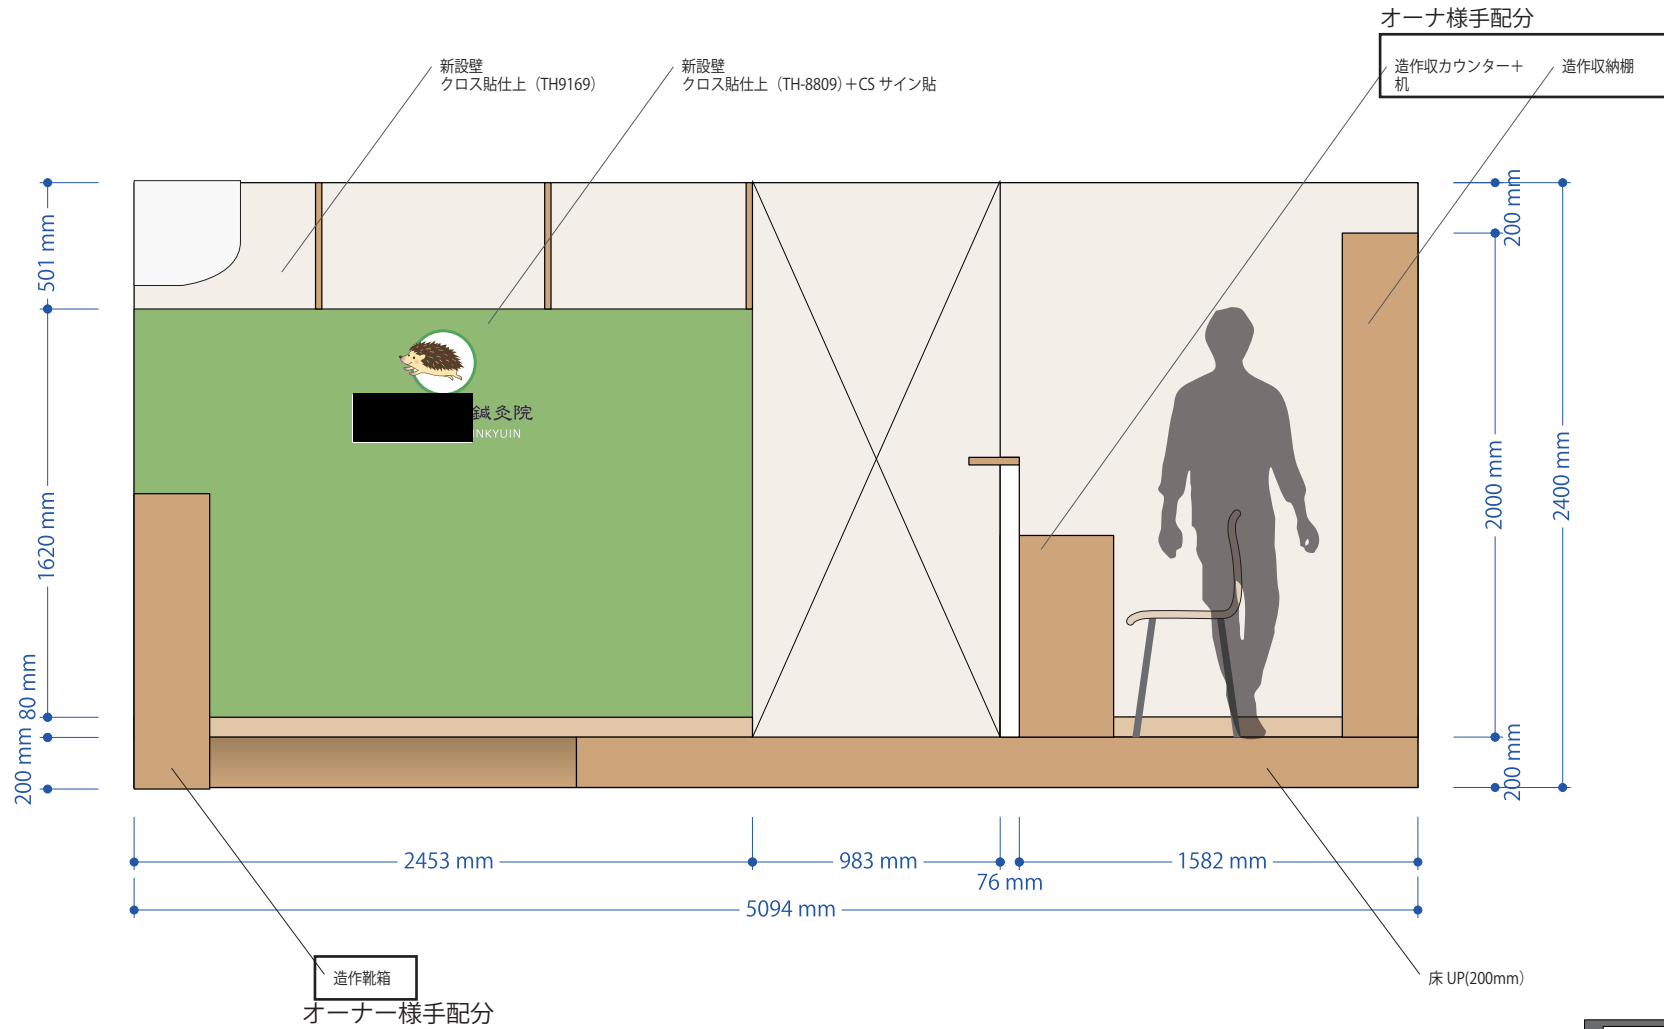 オーナ様手配分
新設壁
クロス貼仕上（TH9169）
新設壁
クロス貼仕上（TH-8809）＋CS サイン貼
造作収カウンター＋
机
造作収納棚
501 mm
1620 mm
80 mm
200 mm
鍼灸院
INKYUIN
200 mm
2000 mm
2400 mm
200 mm
2453 mm
983 mm
76 mm
1582 mm
5094 mm
造作靴箱
オーナー様手配分
床 UP(200mm）